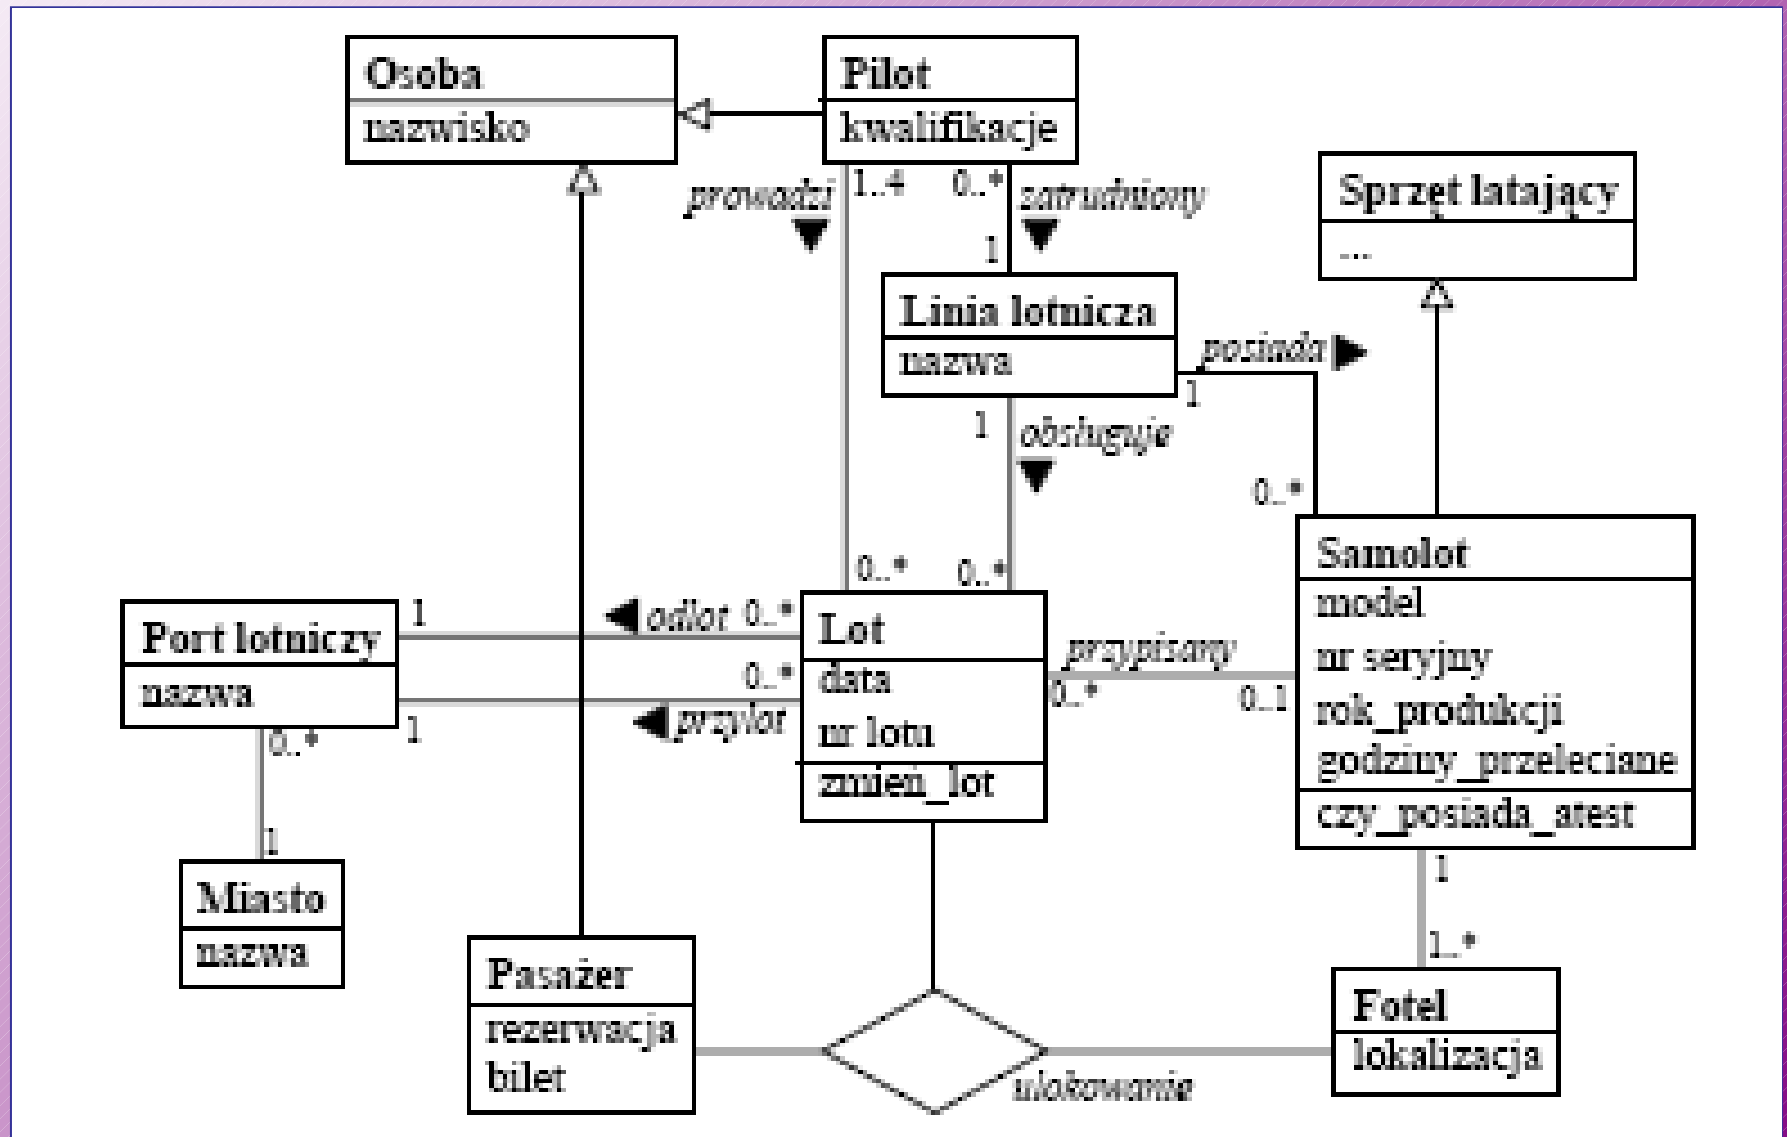 Osoba
nazwisko
Pilot
kwalifikacje
prowadzi
1..4
0..*
zatrudniony
1
Sprzęt latający
...
Linia lotnicza
nazwa
posiada
1
1
obsługuje
0..*
0..*
0..*
Samolot
model
nr seryjny
rok_produkcji
godziny_przeleciane
czy_posiada_atest
Port lotniczy
nazwa
1
odlot
0..*
0..*
1
przylot
Lot
data
nr lotu
zmień_lot
przypisany
0..*
0..1
0..*
1
Miasto
nazwa
1
1..*
Pasażer
rezerwacja
bilet
ulokowanie
Fotel
lokalizacja